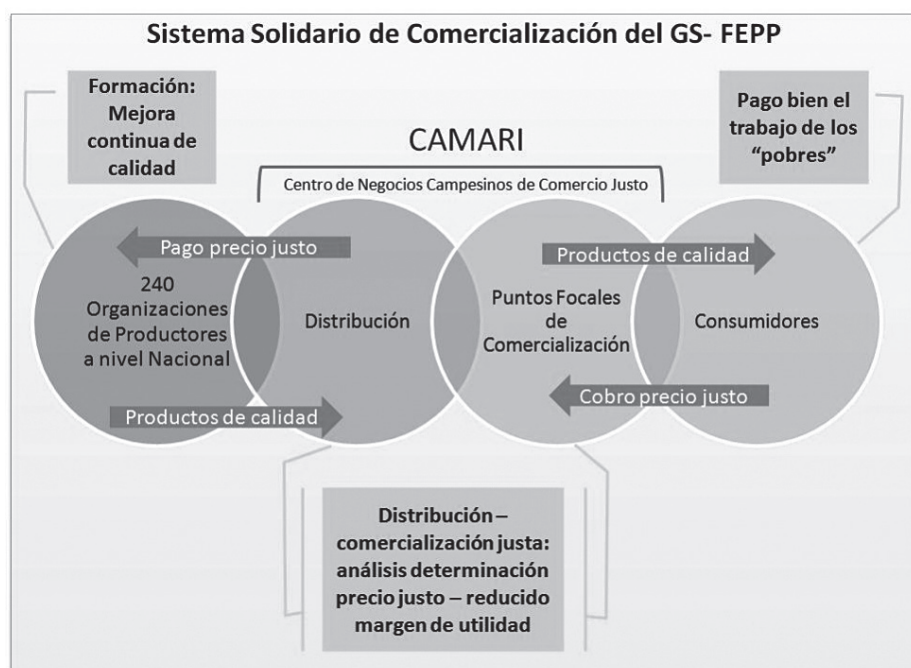 Sistema Solidario de Comercialización del GS- FEPP
Formación:
Mejora
continua de
calidad
CAMARI
Centro de Negocios Campesinos de Comercio Justo
Pago bien el
trabajo de los
“pobres”
Pago precio justo
240
Organizaciones
de Productores
a nivel Nacional
Productos de calidad
Distribución
Productos de calidad
Puntos Focales
de
Comercialización
Cobro precio justo
Consumidores
Distribución –
comercialización justa:
análisis determinación
precio justo – reducido
margen de utilidad